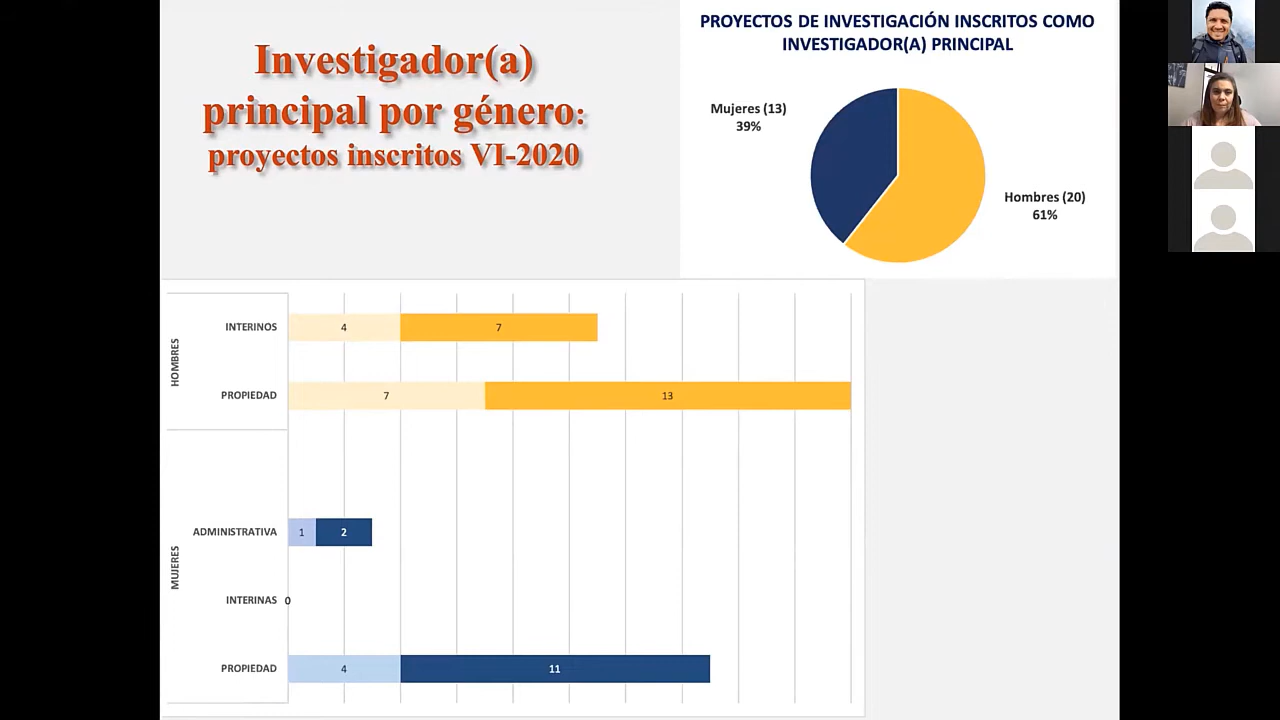 Investigador(a)
principal por género:
proyectos inscritos VI-2020
PROYECTOS DE INVESTIGACIÓN INSCRITOS COMO
INVESTIGADOR(A) PRINCIPAL
Mujeres (13)
39%
Hombres (20)
61%
HOMBRES
INTERINOS
4
7
PROPIEDAD
7
13
MUJERES
ADMINISTRATIVA
1
2
INTERINAS
0
PROPIEDAD
4
11